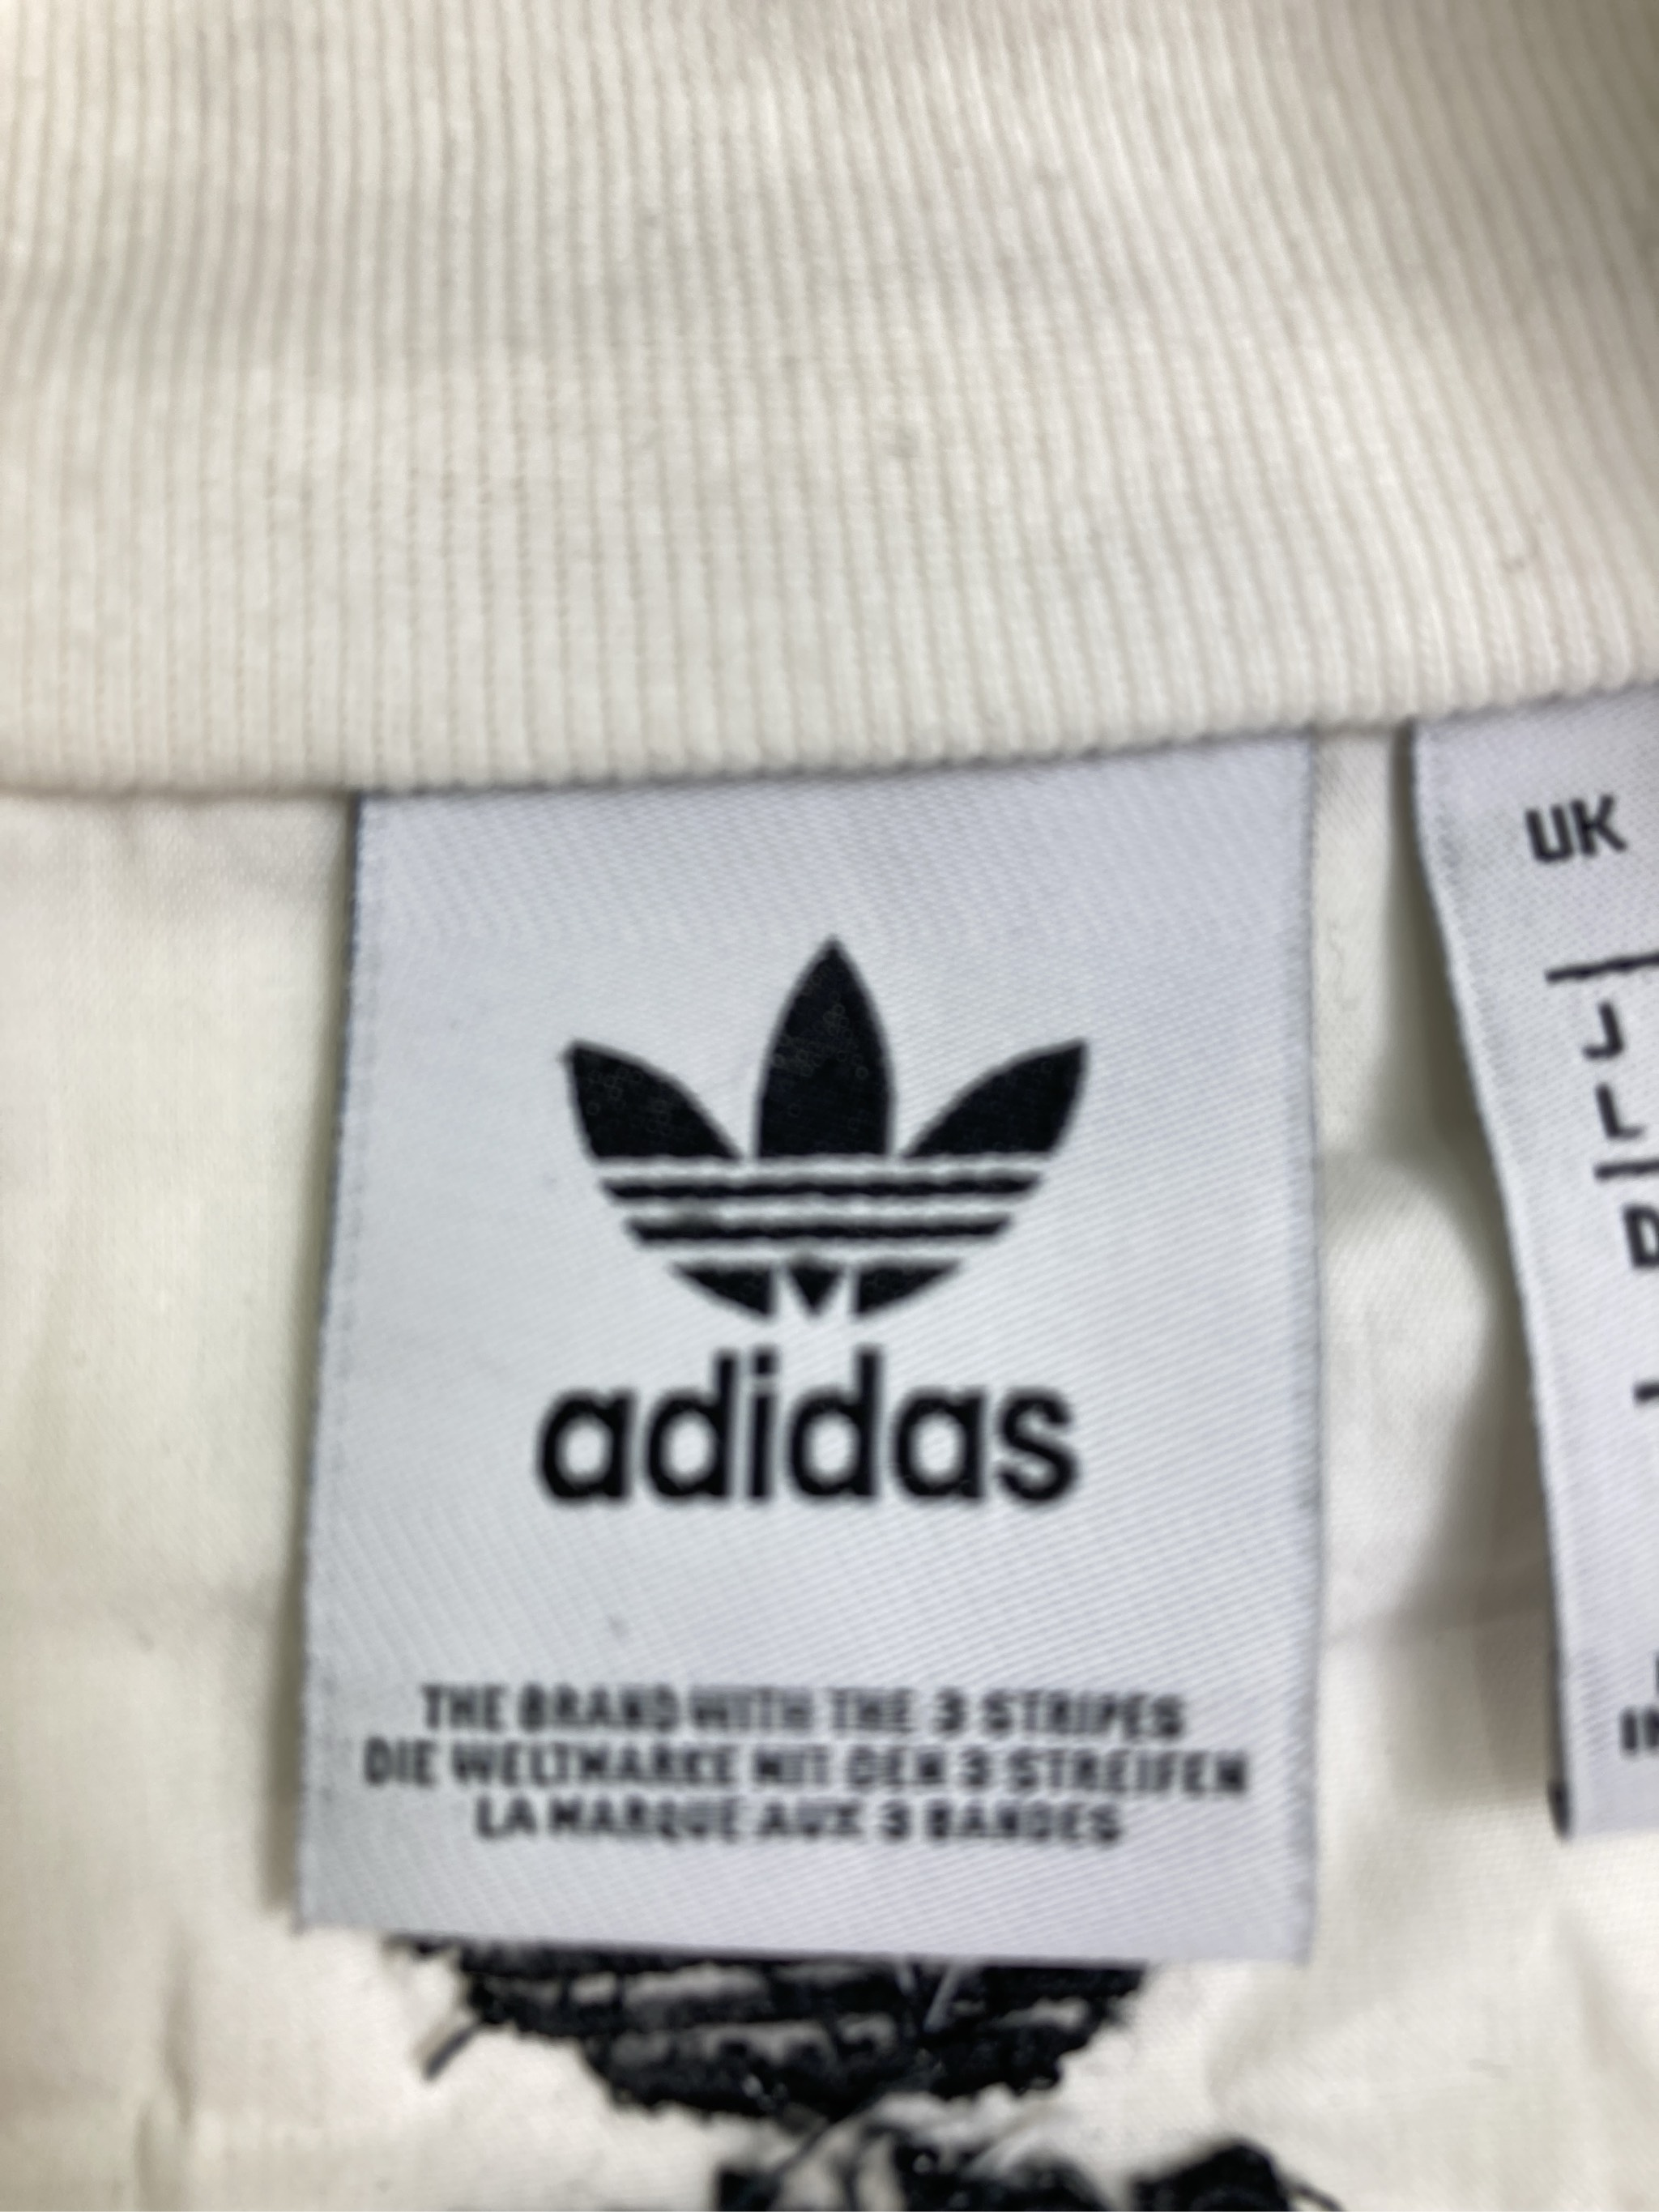 adidas
THE BRAND WITH THE 3 STRIPES
DIE WELTMARKE MIT DEN 3 STREIFEN
LA MARQUE AUX 3 BANDES
UK